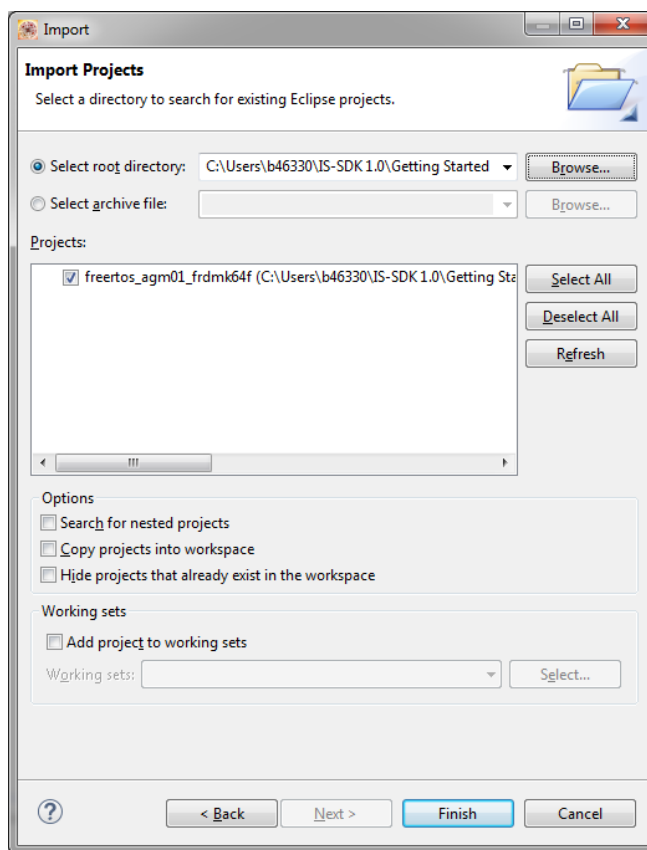 Import
Import Projects
Select a directory to search for existing Eclipse projects.
Select root directory: C:\Users\b46330\IS-SDK 1.0\Getting Started Browse...
Select archive file: Browse...
Projects:
freertos_agm01_frdmk64f (C:\Users\b46330\IS-SDK 1.0\Getting Sta
Select All
Deselect All
Refresh
Options
Search for nested projects
Copy projects into workspace
Hide projects that already exist in the workspace
Working sets
Add project to working sets
Working sets: Select...
? < Back Next > Finish Cancel